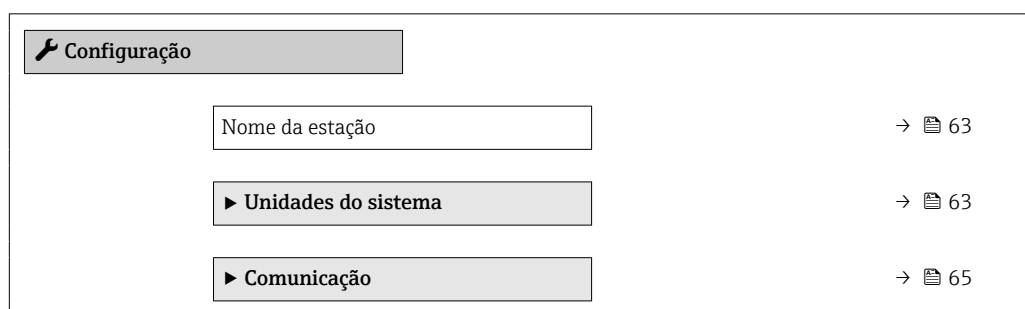 Configuração
Nome da estação → 63
▶ Unidades do sistema → 63
▶ Comunicação → 65